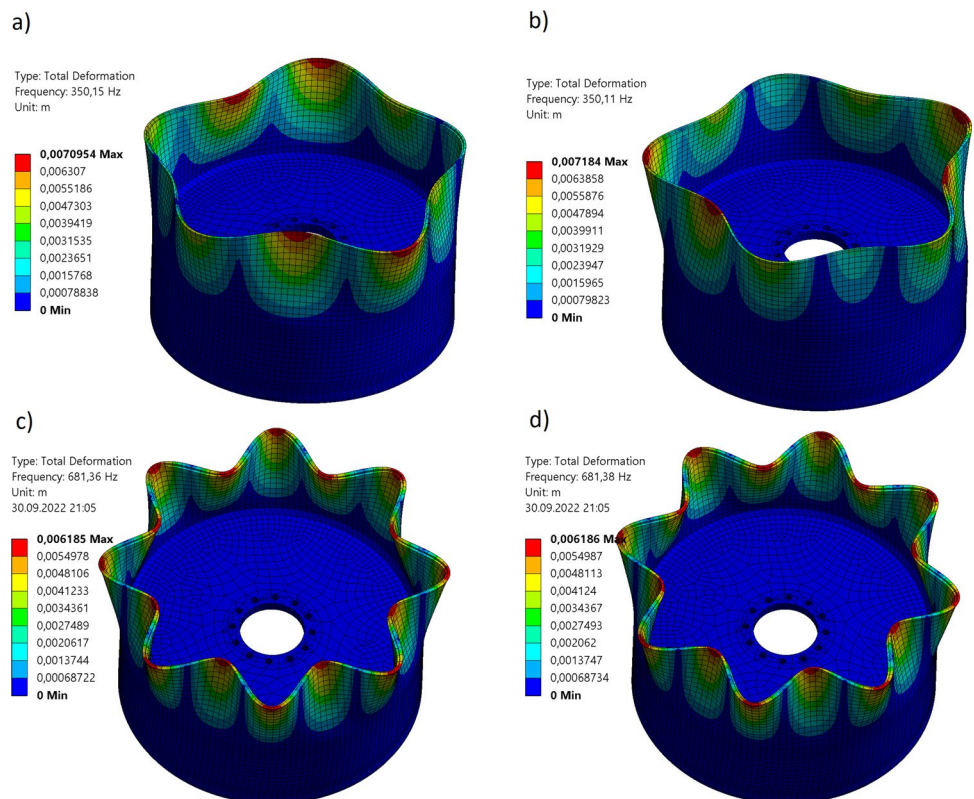 a)
Type: Total Deformation
Frequency: 350,15 Hz
Unit: m
0,0070954 Max
0,006307
0,0055186
0,0047303
0,0039419
0,0031535
0,0023651
0,0015768
0,00078838
0 Min
b)
Type: Total Deformation
Frequency: 350,11 Hz
Unit: m
0,007184 Max
0,0063858
0,0055876
0,0047894
0,0039911
0,0031929
0,0023947
0,0015965
0,00079823
0 Min
c)
Type: Total Deformation
Frequency: 681,36 Hz
Unit: m
30.09.2022 21:05
0,006185 Max
0,0054978
0,0048106
0,0041233
0,0034361
0,0027489
0,0020617
0,0013744
0,00068722
0 Min
d)
Type: Total Deformation
Frequency: 681,38 Hz
Unit: m
30.09.2022 21:05
0,006186 Max
0,0054987
0,0048113
0,004124
0,0034367
0,0027493
0,002062
0,0013747
0,00068734
0 Min